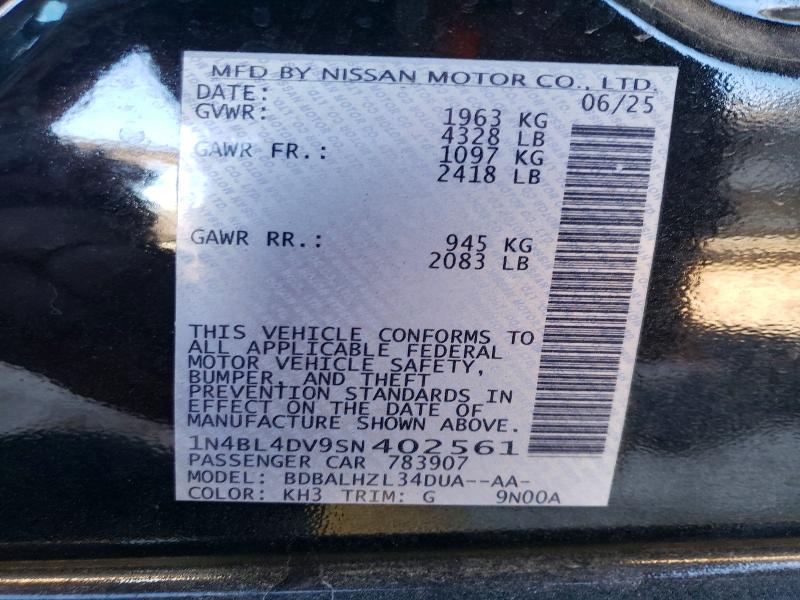 MFD BY NISSAN MOTOR CO., LTD.
DATE: 06/25
GVWR: 1963 KG
4328 LB
GAWR FR.: 1097 KG
2418 LB
GAWR RR.: 945 KG
2083 LB
THIS VEHICLE CONFORMS TO
ALL APPLICABLE FEDERAL
MOTOR VEHICLE SAFETY,
BUMPER, AND THEFT
PREVENTION STANDARDS IN
EFFECT ON THE DATE OF
MANUFACTURE SHOWN ABOVE.
1N4BL4DV9SN402561
PASSENGER CAR 783907
MODEL: BDBALHZL34DUA--AA-
COLOR: KH3 TRIM: G 9N00A